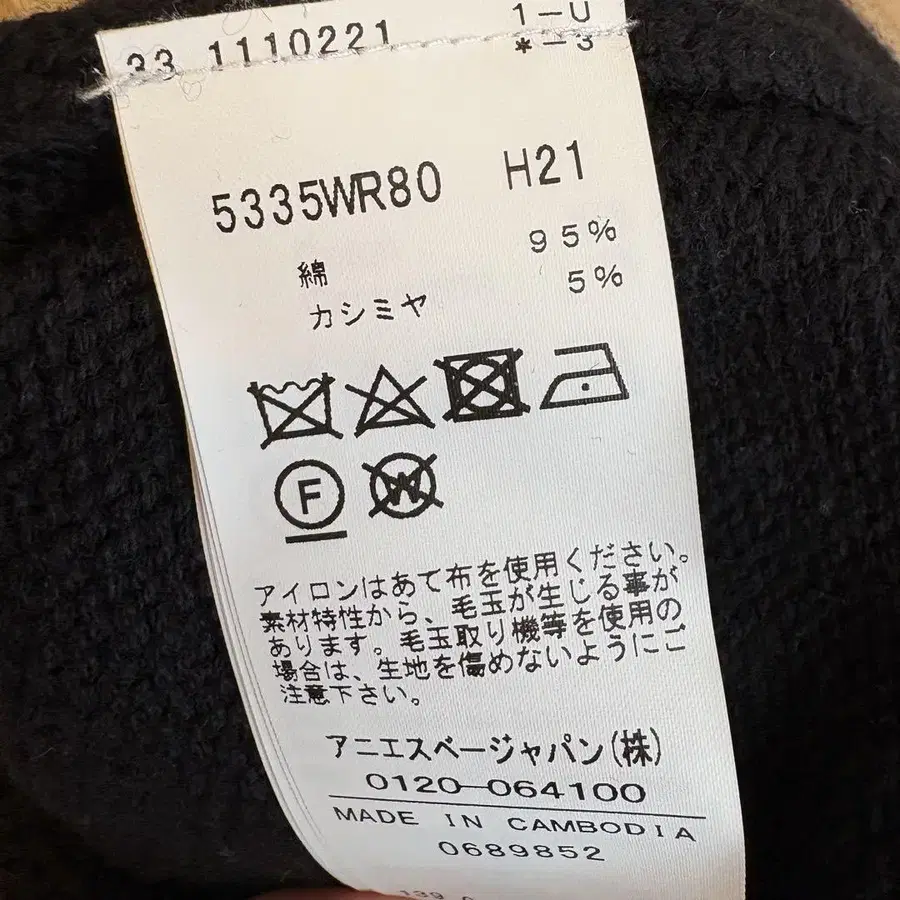 33 1110221 1-U
*-3
5335WR80 H21
綿 95%
カシミヤ 5%
F
W
アイロンはあて布を使用ください。
素材特性から、毛玉が生じる事が
あります。毛玉取り機等を使用の
場合は、生地を傷めないようにご
注意下さい。
アニエスベージャパン(株)
0120-064100
MADE IN CAMBODIA
0689852